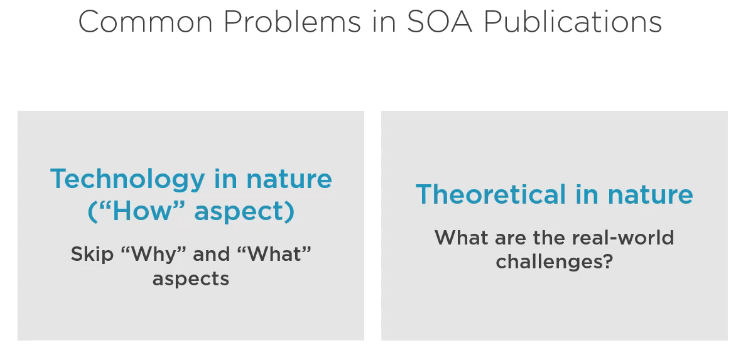 Common Problems in SOA Publications
Technology in nature
(“How” aspect)
Skip “Why” and “What”
aspects
Theoretical in nature
What are the real-world
challenges?